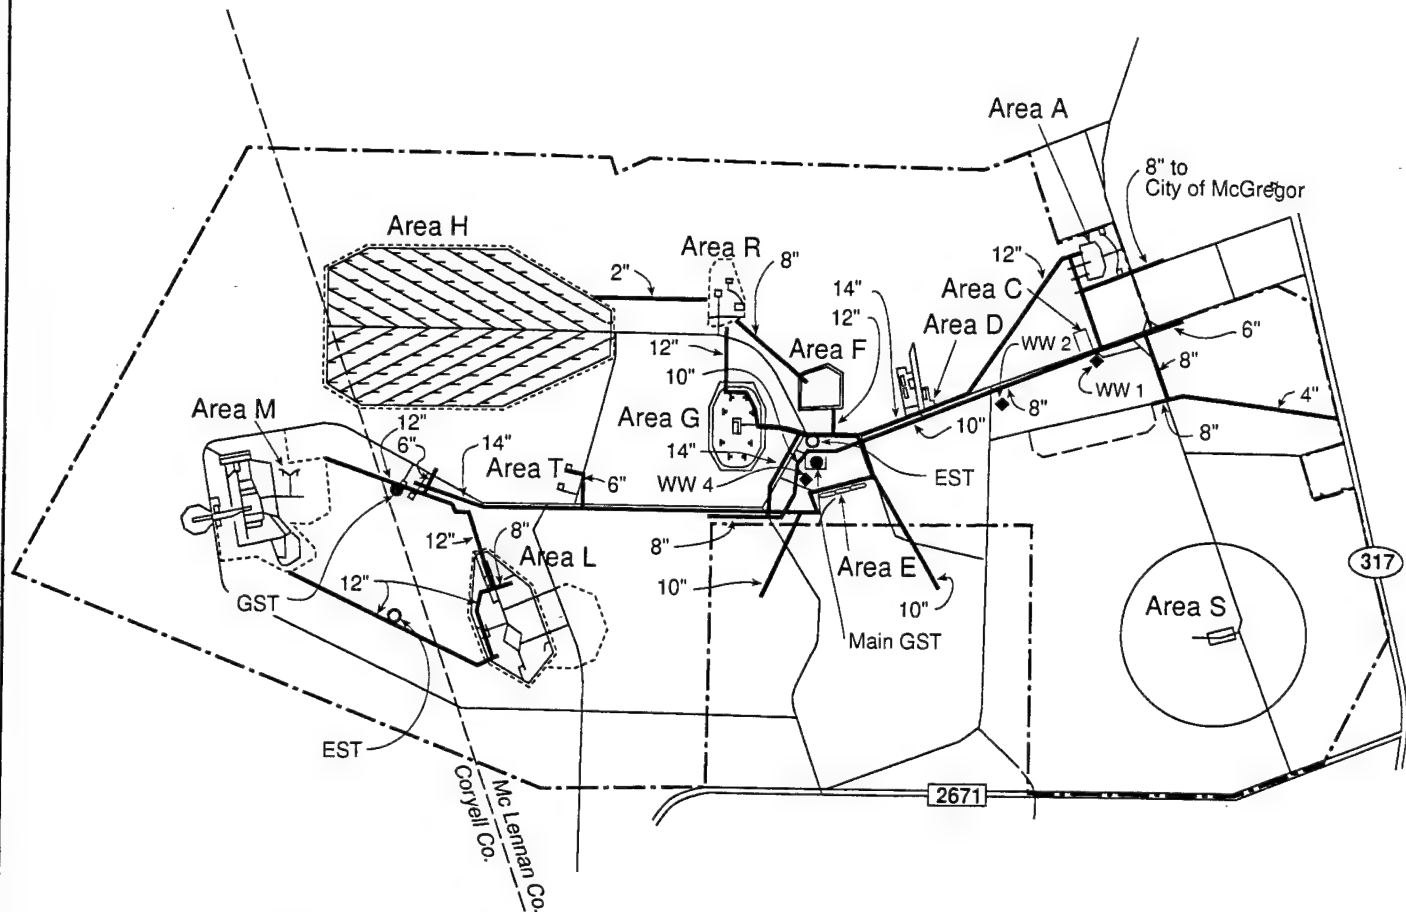 Area A
8" to
City of McGregor
Area H
Area R
8"
12"
2"
14"
Area C
12"
Area D
6"
WW 2
12"
Area F
8"
10"
WW 1
4"
Area M
12"
Area G
8"
10"
8"
6"
14"
14"
Area T
EST
6"
WW 4
12"
8"
Area L
8"
317
12"
10"
Area E
GST
10"
Area S
Main GST
EST
Mc Lennan Co.
Coryell Co.
2671